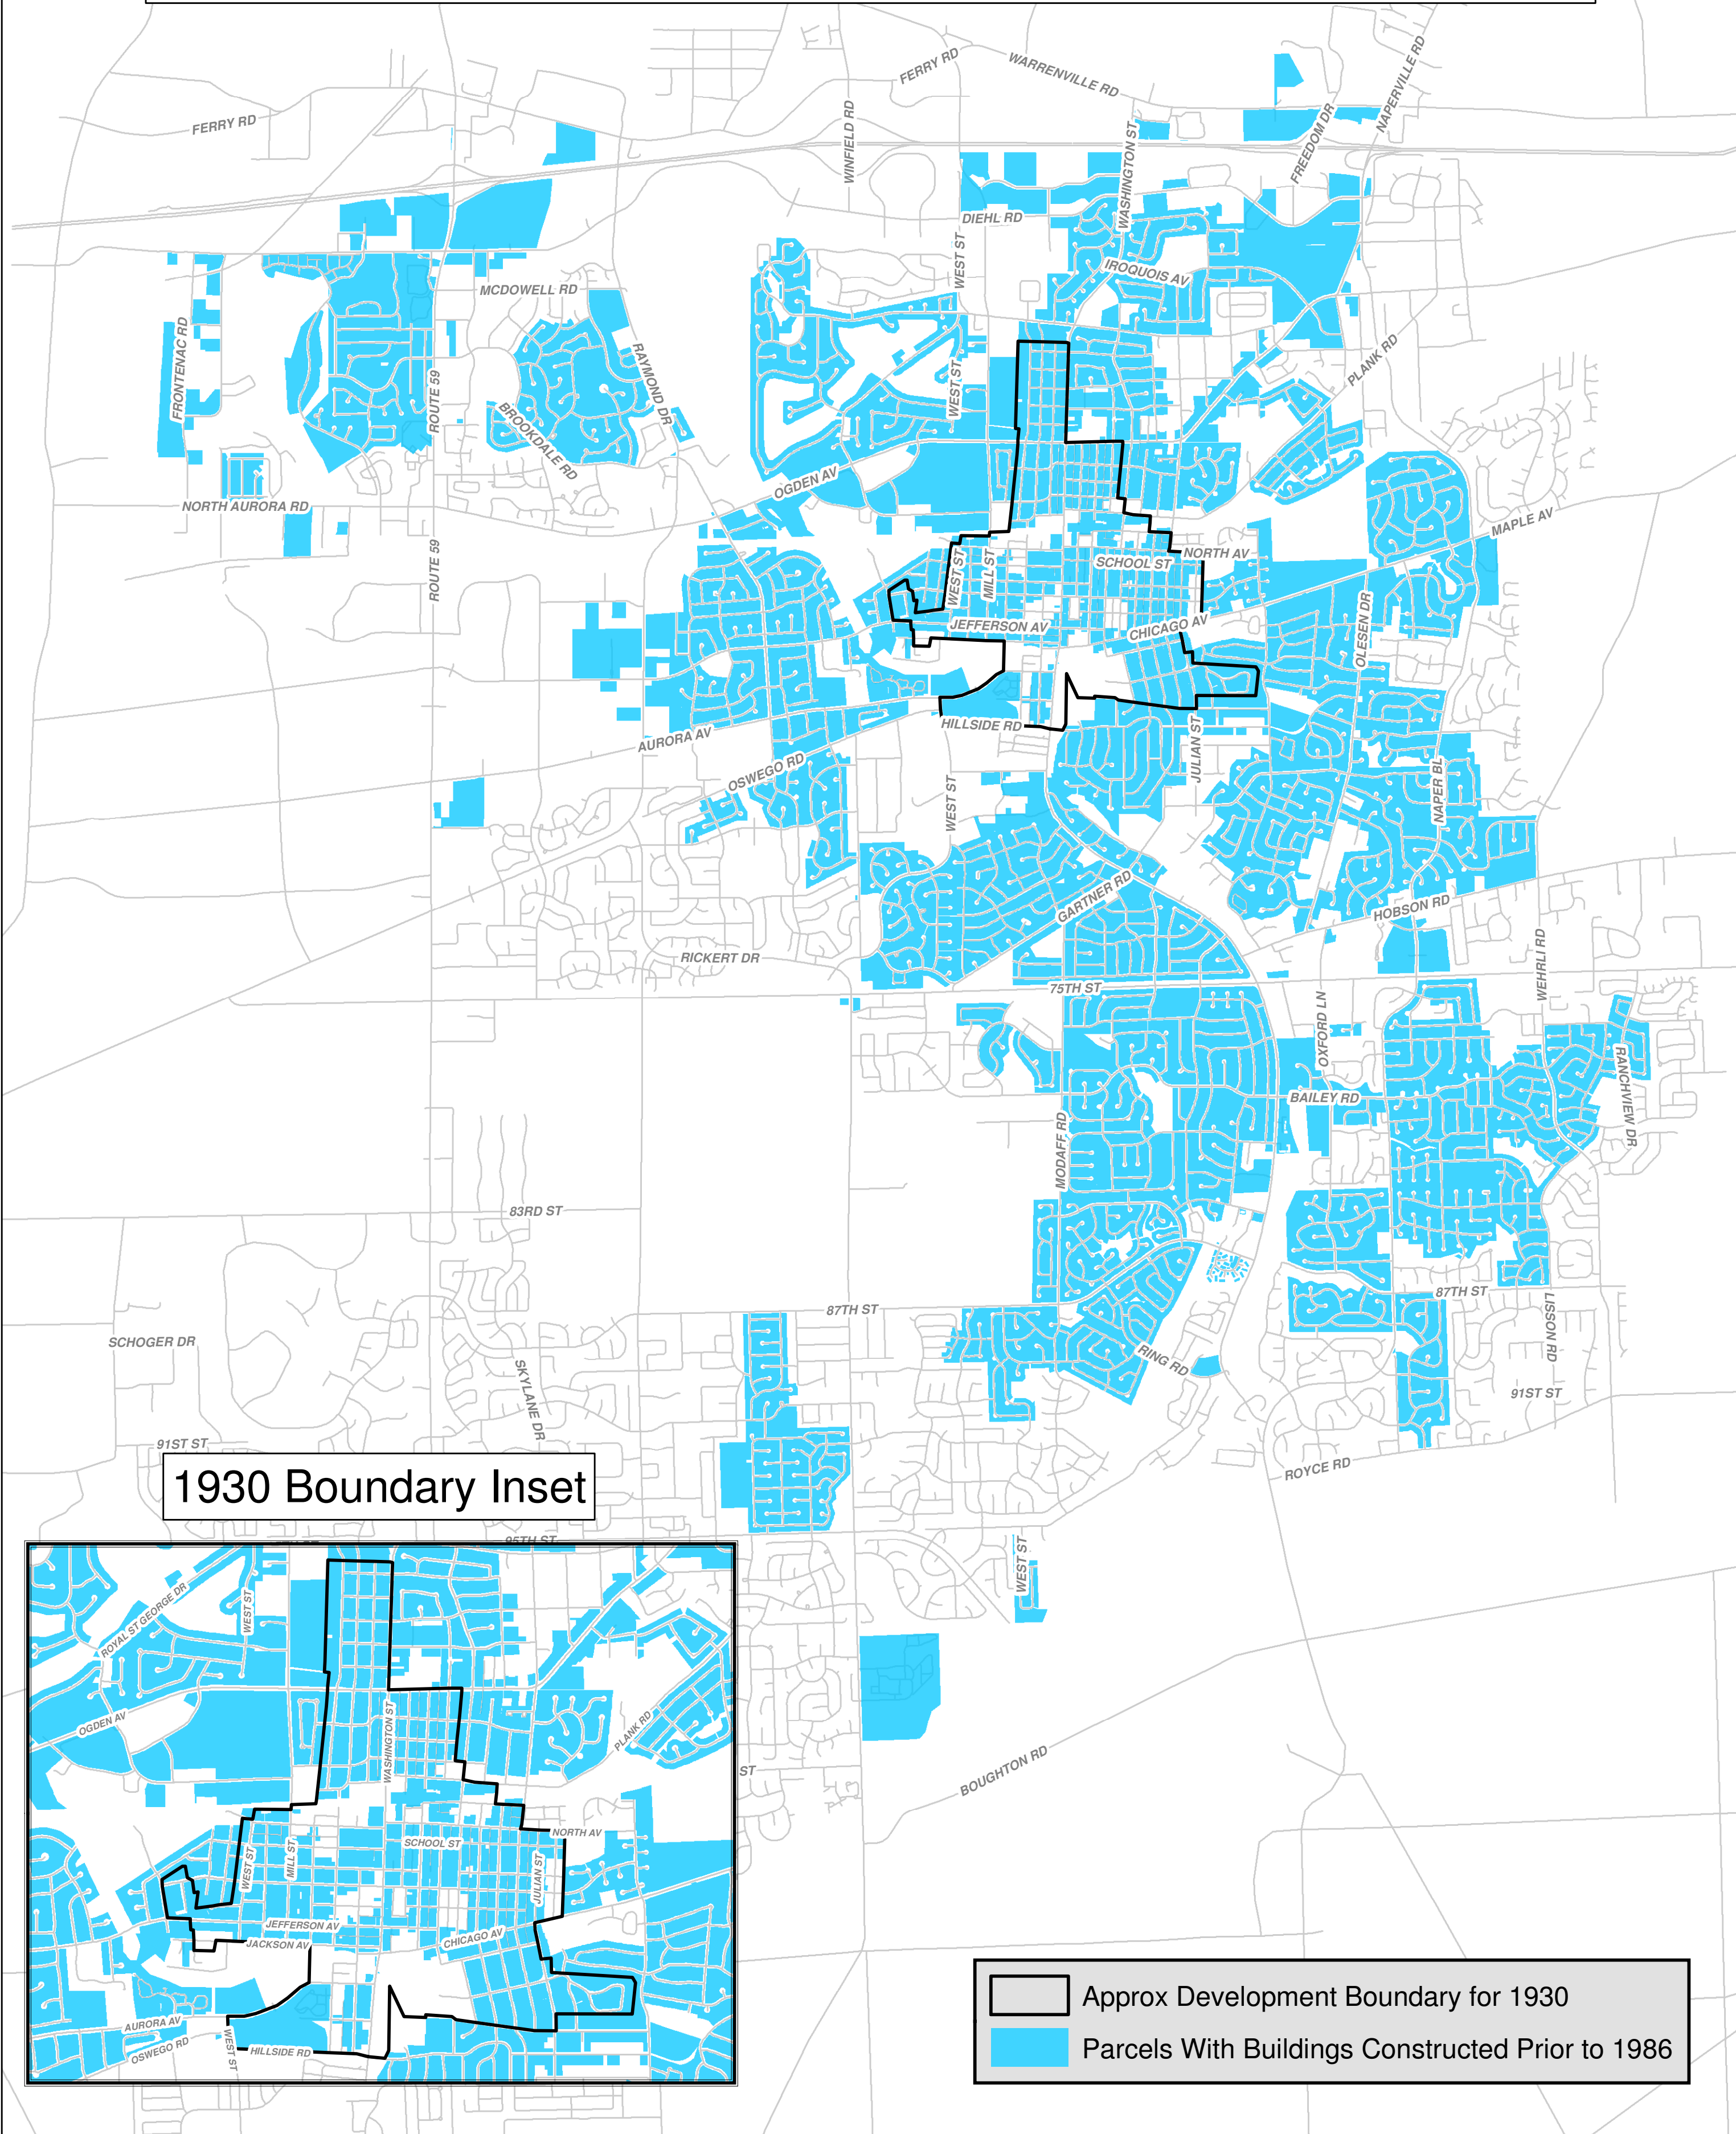 FERRY RD
WARRENVILLE RD
NAPERVILLE RD
FERRY RD
WINFIELD RD
WASHINGTON ST
FREEDOM DR
DIEHL RD
WEST ST
IROQUOIS AV
MCDOWELL RD
FRONTENAC RD
ROUTE 59
RAYMOND DR
BROOKDALE RD
WEST ST
PLANK RD
OGDEN AV
NORTH AURORA RD
MAPLE AV
ROUTE 59
NORTH AV
SCHOOL ST
WEST ST
MILL ST
JEFFERSON AV
CHICAGO AV
OLESEN DR
HILLSIDE RD
JULIAN ST
AURORA AV
OSWEGO RD
WEST ST
NAPER BL
GARTNER RD
HOBSON RD
RICKERT DR
WEHRLI RD
75TH ST
OXFORD LN
RANCHVIEW DR
BAILEY RD
MODAFF RD
83RD ST
87TH ST
87TH ST
SCHOGER DR
SKYLANE DR
RING RD
LISSON RD
91ST ST
91ST ST
ROYCE RD
1930 Boundary Inset
95TH ST
WEST ST
ROYAL ST GEORGE DR
WEST ST
OGDEN AV
WASHINGTON ST
PLANK RD
ST
BOUGHTON RD
NORTH AV
SCHOOL ST
WEST ST
MILL ST
JULIAN ST
JEFFERSON AV
JACKSON AV
CHICAGO AV
AURORA AV
OSWEGO RD
WEST ST
HILLSIDE RD
Approx Development Boundary for 1930
Parcels With Buildings Constructed Prior to 1986